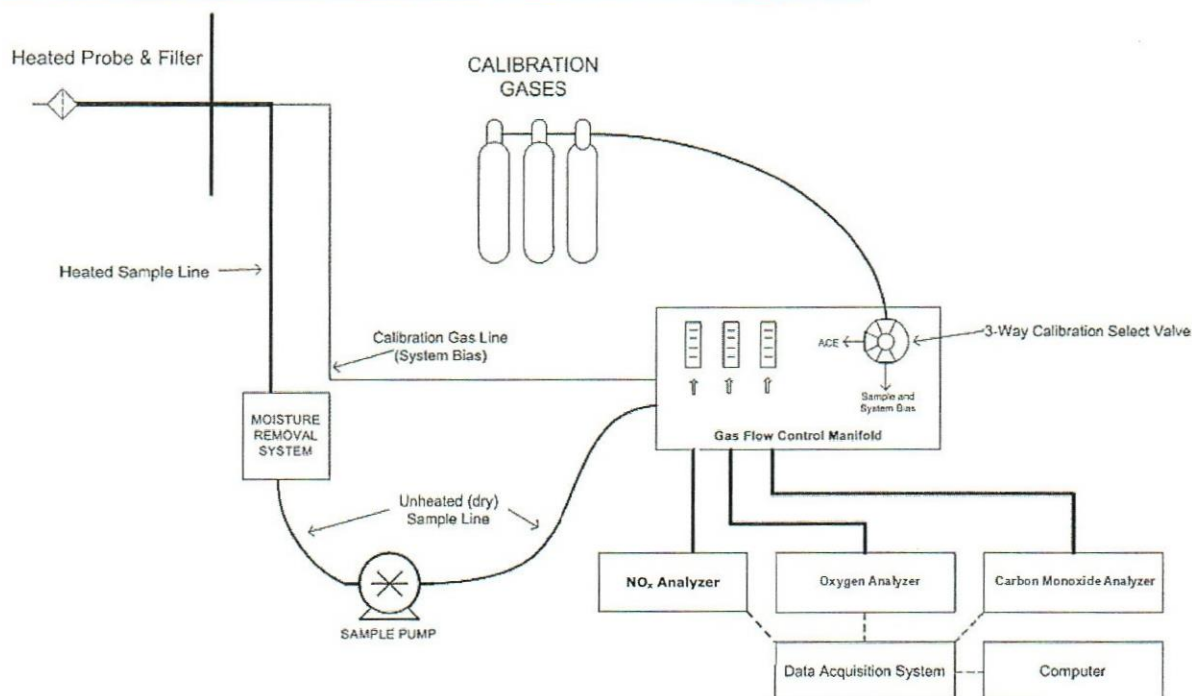 Heated Probe & Filter
CALIBRATION
GASES
Heated Sample Line
Calibration Gas Line
(System Bias)
3-Way Calibration Select Valve
ACE
Sample and
System Bias
Gas Flow Control Manifold
MOISTURE
REMOVAL
SYSTEM
Unheated (dry)
Sample Line
SAMPLE PUMP
NOₓ Analyzer
Oxygen Analyzer
Carbon Monoxide Analyzer
Data Acquisition System
Computer